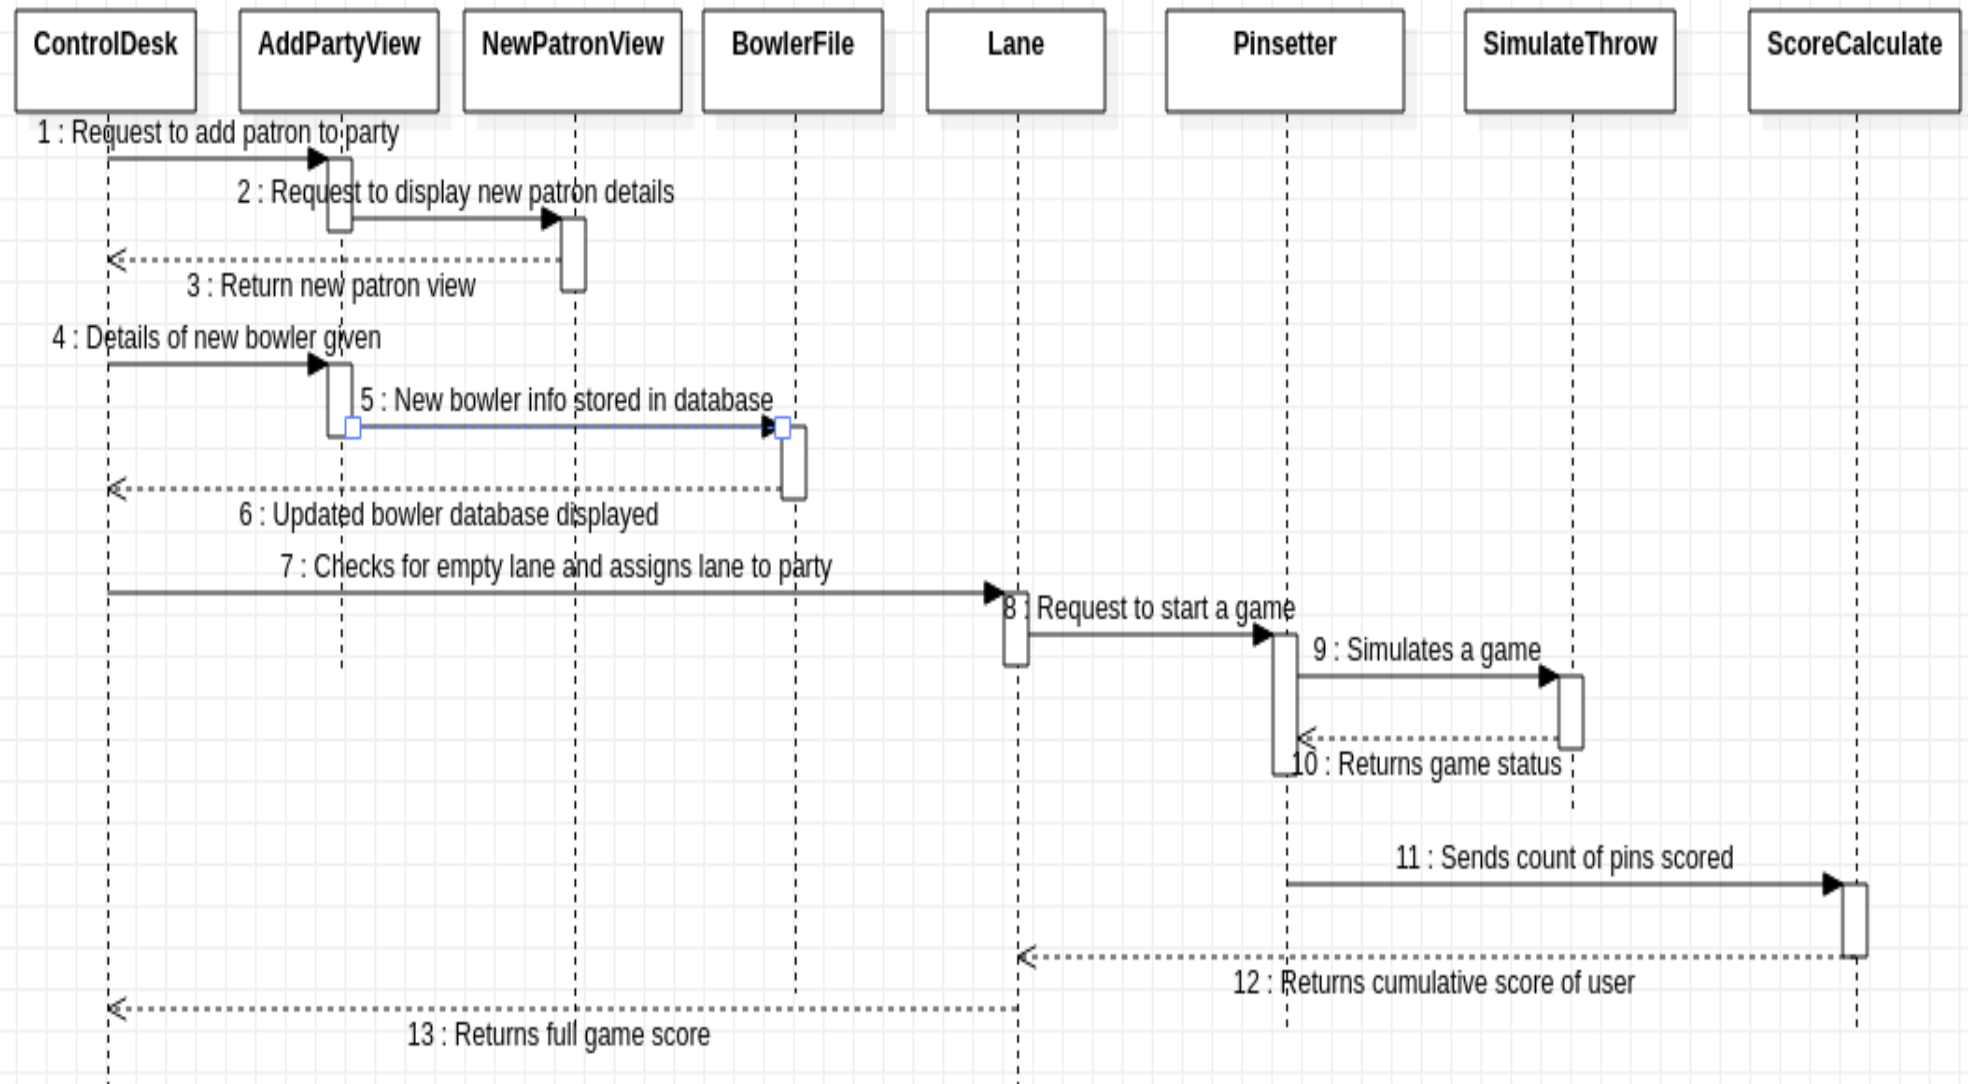 ControlDesk
AddPartyView
NewPatronView
BowlerFile
Lane
Pinsetter
SimulateThrow
ScoreCalculate
1 : Request to add patron to party
2 : Request to display new patron details
3 : Return new patron view
4 : Details of new bowler given
5 : New bowler info stored in database
6 : Updated bowler database displayed
7 : Checks for empty lane and assigns lane to party
8 : Request to start a game
9 : Simulates a game
10 : Returns game status
11 : Sends count of pins scored
12 : Returns cumulative score of user
13 : Returns full game score